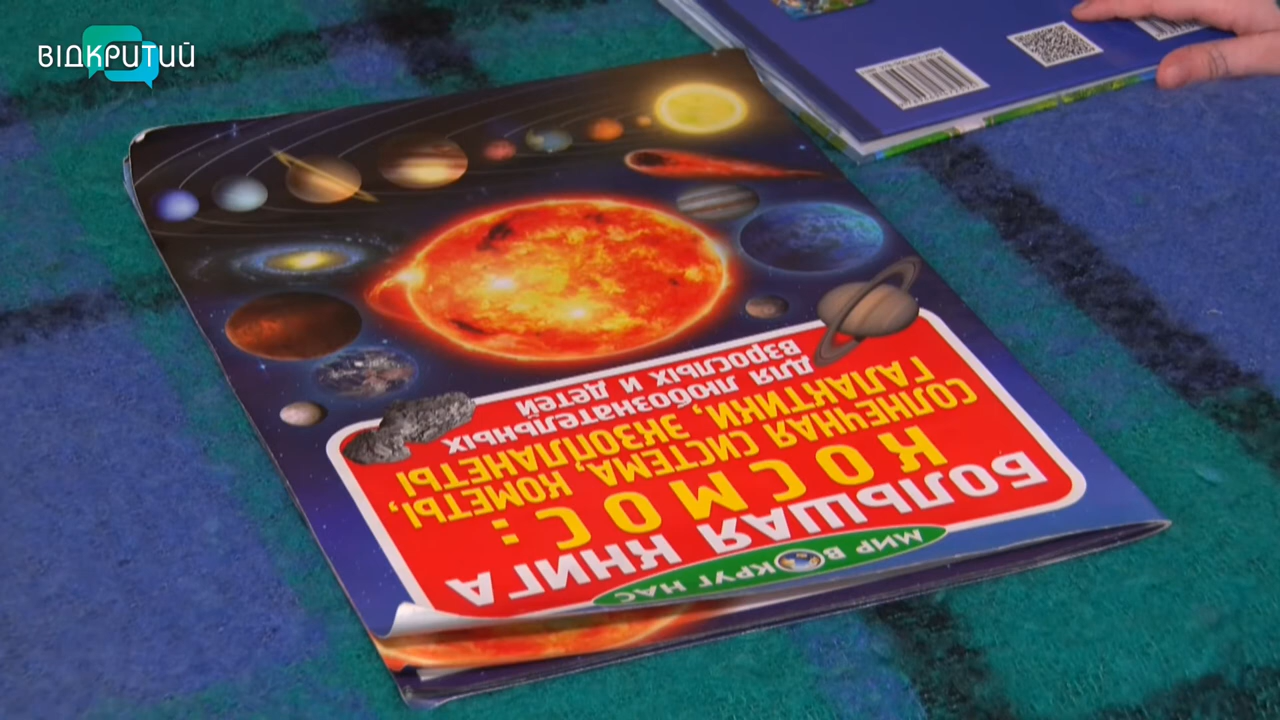 ВІДКРИТИЙ
МИР ВОКРУГ НАС
БОЛЬШАЯ КНИГА
КОСМОС:
СОЛНЕЧНАЯ СИСТЕМА, КОМЕТЫ,
ГАЛАКТИКИ, ЭКЗОПЛАНЕТЫ
для любознательных
взрослых и детей